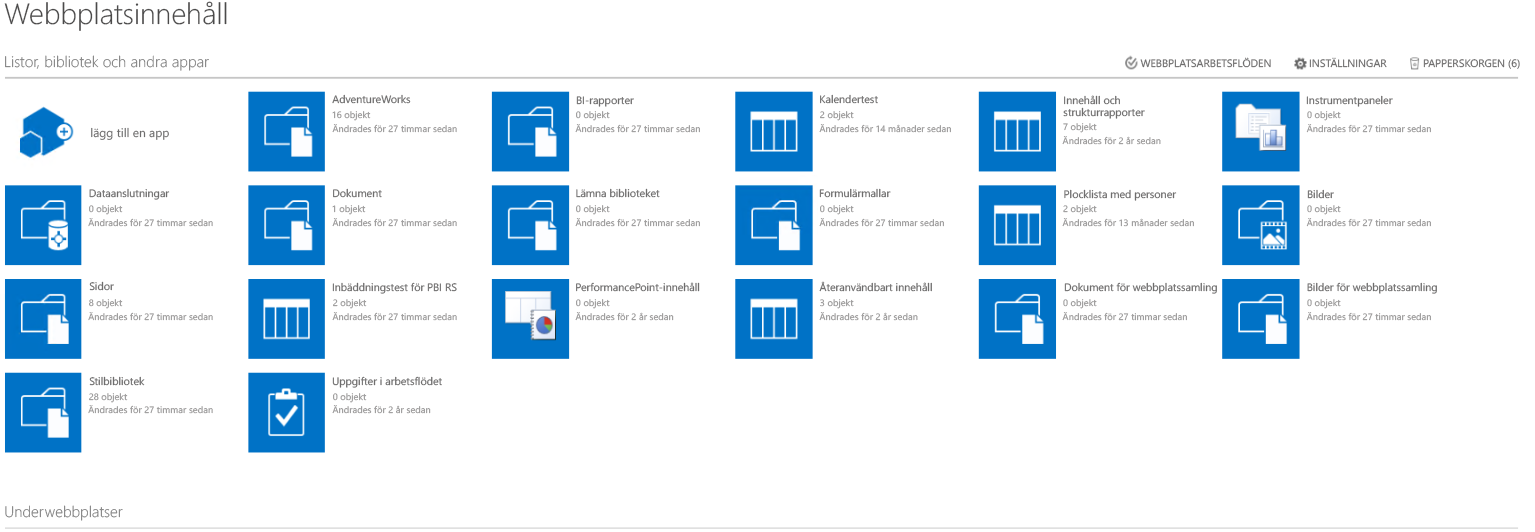 Webbplatsinnehåll
Listor, bibliotek och andra appar
WEBBPLATSARBETSFLÖDEN
INSTÄLLNINGAR
PAPPERSKORGEN (6)
lägg till en app
AdventureWorks
16 objekt
Ändrades för 27 timmar sedan
BI-rapporter
0 objekt
Ändrades för 27 timmar sedan
Kalendertest
2 objekt
Ändrades för 14 månader sedan
Innehåll och
strukturrapporter
7 objekt
Ändrades för 2 år sedan
Instrumentpaneler
0 objekt
Ändrades för 27 timmar sedan
Dataanslutningar
0 objekt
Ändrades för 27 timmar sedan
Dokument
1 objekt
Ändrades för 27 timmar sedan
Lämna biblioteket
0 objekt
Ändrades för 27 timmar sedan
Formulärmallar
0 objekt
Ändrades för 27 timmar sedan
Plocklista med personer
2 objekt
Ändrades för 13 månader sedan
Bilder
0 objekt
Ändrades för 27 timmar sedan
Sidor
8 objekt
Ändrades för 27 timmar sedan
Inbäddningstest för PBI RS
2 objekt
Ändrades för 27 timmar sedan
PerformancePoint-innehåll
0 objekt
Ändrades för 2 år sedan
Återanvändbart innehåll
3 objekt
Ändrades för 2 år sedan
Dokument för webbplatssamling
0 objekt
Ändrades för 27 timmar sedan
Bilder för webbplatssamling
0 objekt
Ändrades för 27 timmar sedan
Stilbibliotek
28 objekt
Ändrades för 27 timmar sedan
Uppgifter i arbetsflödet
0 objekt
Ändrades för 2 år sedan
Underwebbplatser